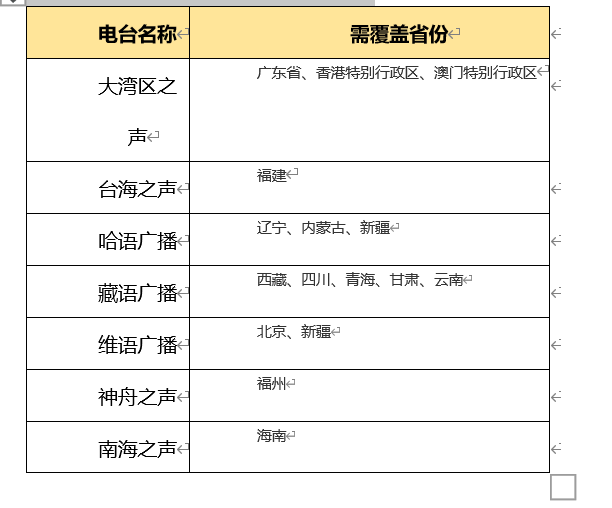 电台名称
需覆盖省份
大湾区之
声
广东省、香港特别行政区、澳门特别行政区
台海之声
福建
哈语广播
辽宁、内蒙古、新疆
藏语广播
西藏、四川、青海、甘肃、云南
维语广播
北京、新疆
神舟之声
福州
南海之声
海南